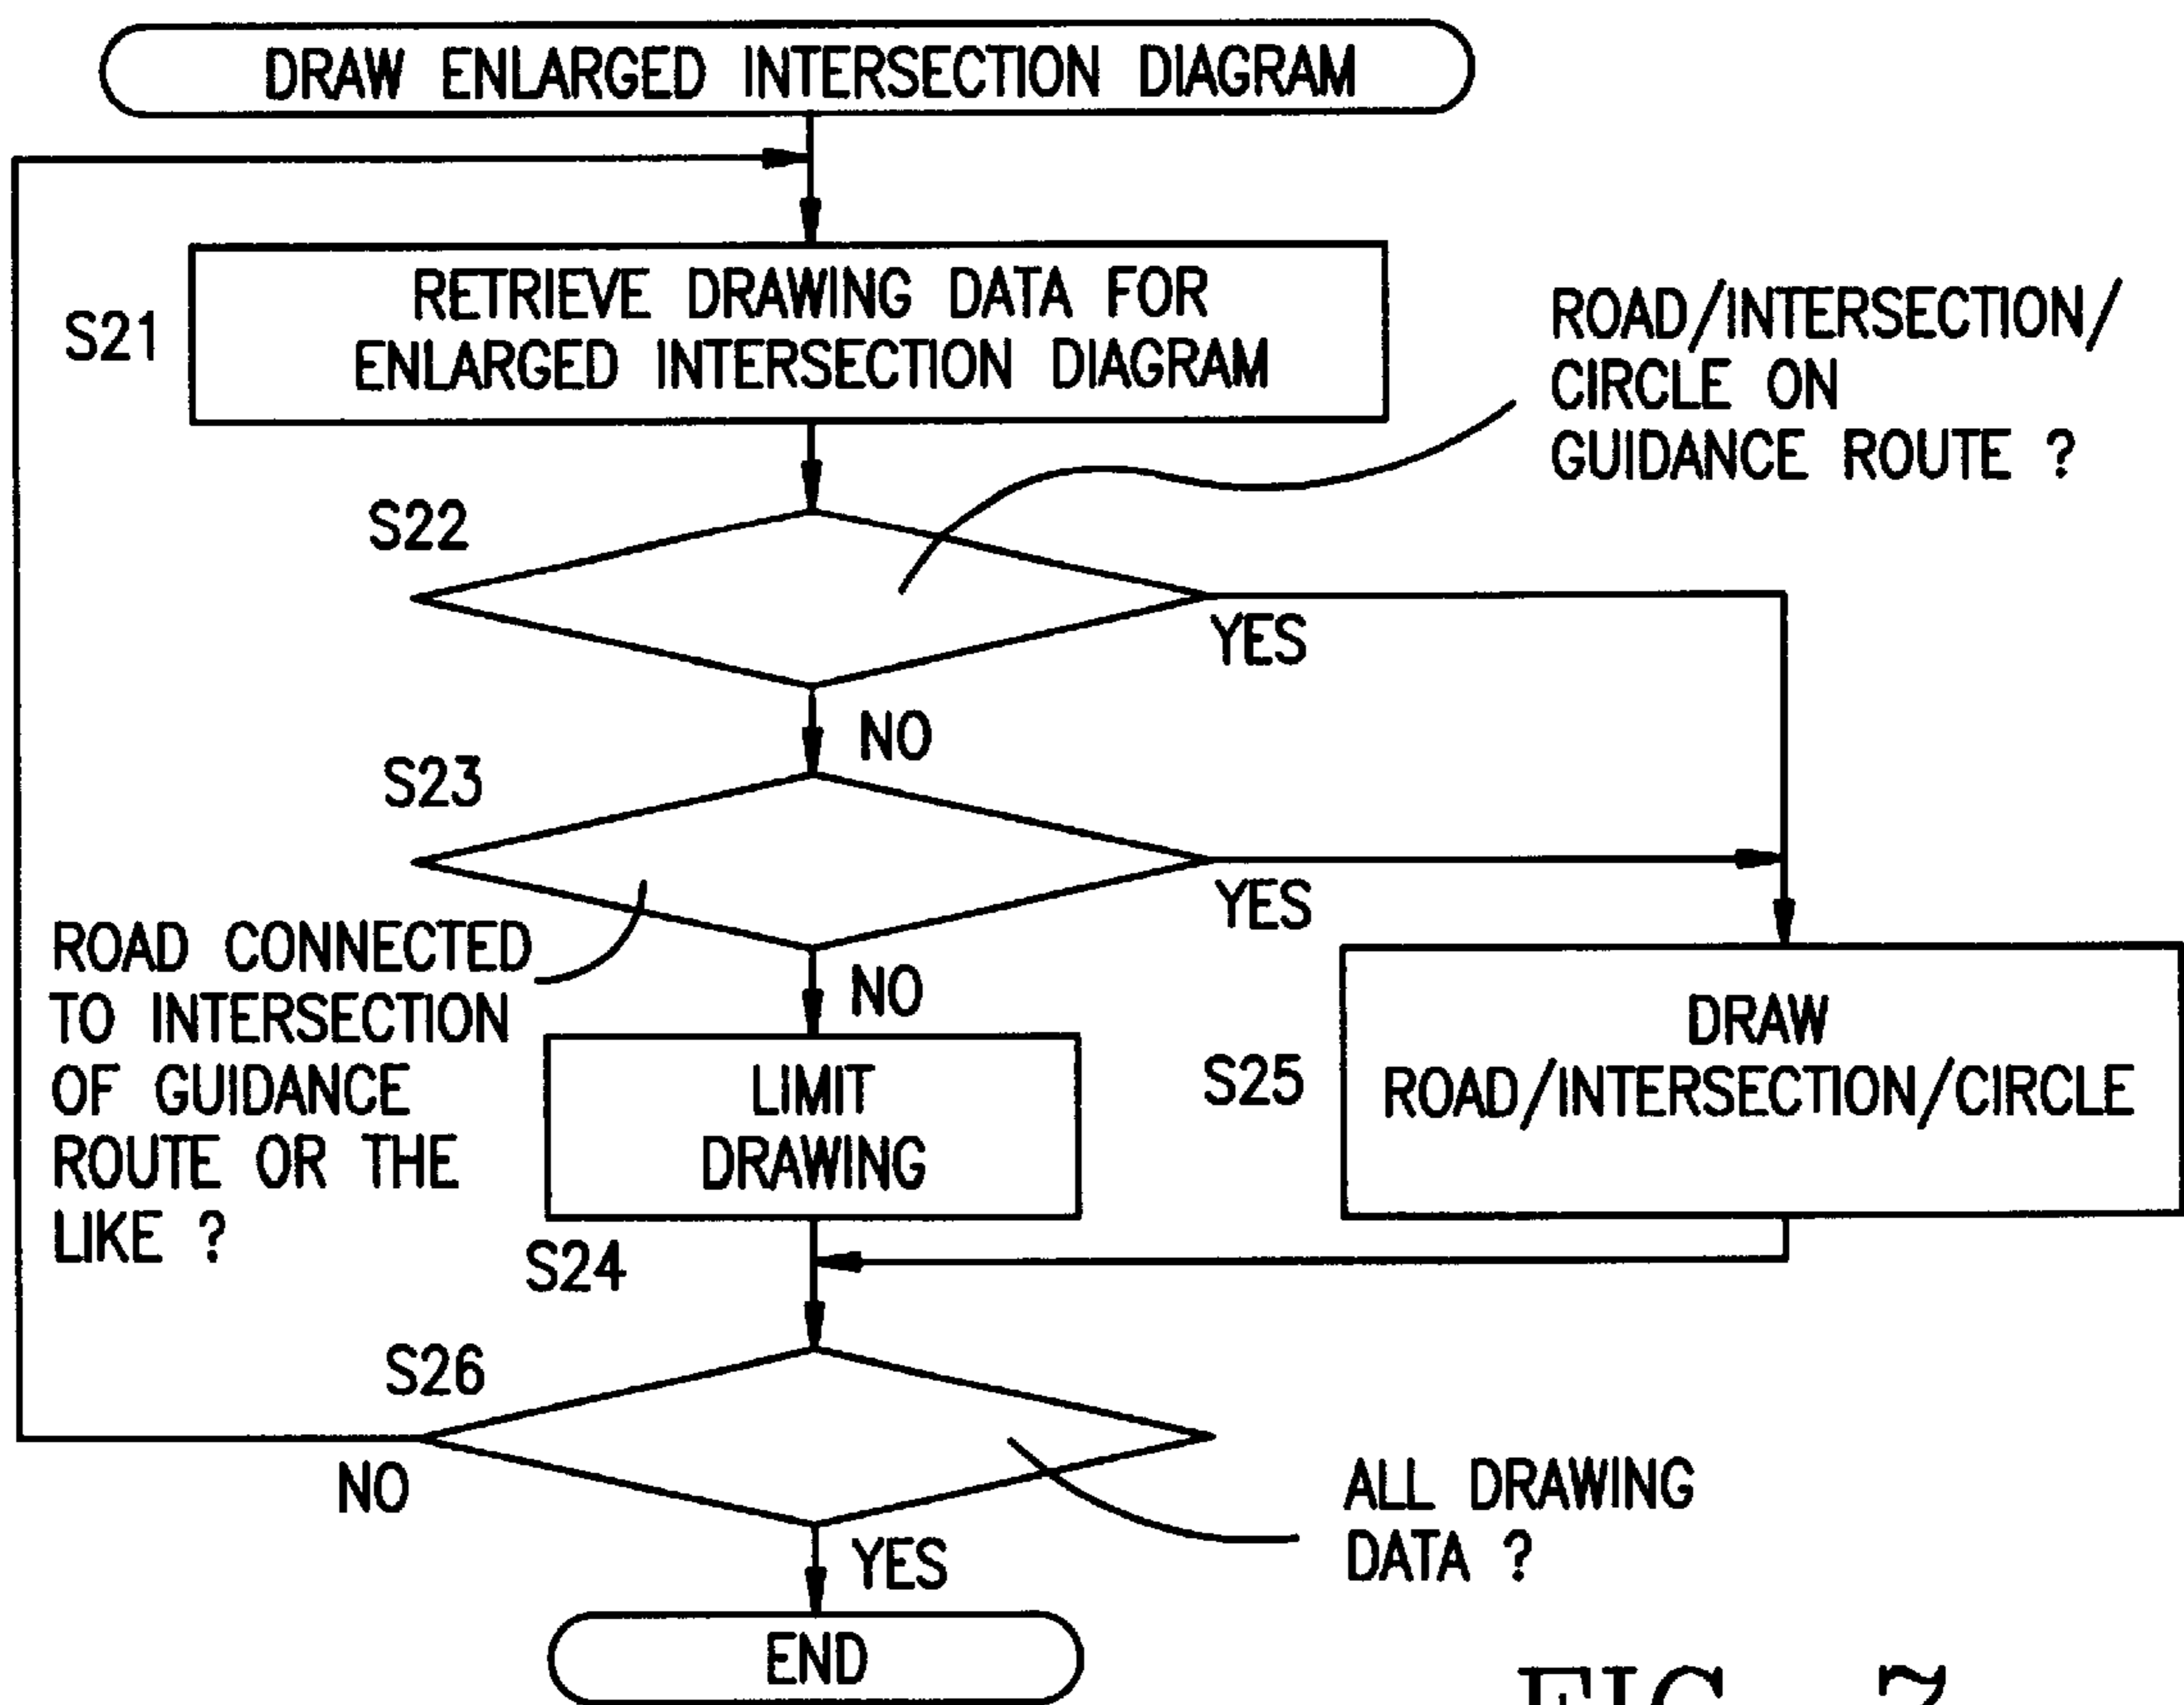 DRAW ENLARGED INTERSECTION DIAGRAM
S21
RETRIEVE DRAWING DATA FOR
ENLARGED INTERSECTION DIAGRAM
ROAD/INTERSECTION/
CIRCLE ON
GUIDANCE ROUTE ?
S22
YES
NO
S23
YES
ROAD CONNECTED
TO INTERSECTION
OF GUIDANCE
ROUTE OR THE
LIKE ?
NO
LIMIT
DRAWING
S24
S25
DRAW
ROAD/INTERSECTION/CIRCLE
S26
NO
ALL DRAWING
DATA ?
YES
END
FIG. 7